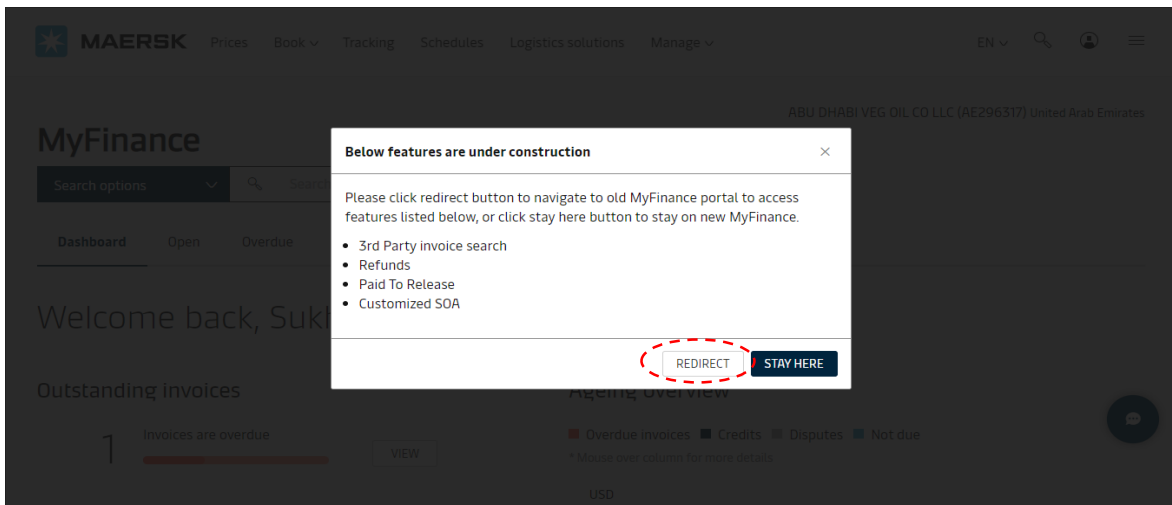 MAERSK Prices Book Tracking Schedules Logistics solutions Manage EN
ABU DHABI VEG OIL CO LLC (AE296317) United Arab Emirates
MyFinance
Search options Search
Dashboard Open Overdue
Below features are under construction
Please click redirect button to navigate to old MyFinance portal to access
features listed below, or click stay here button to stay on new MyFinance.
3rd Party invoice search
Refunds
Paid To Release
Customized SOA
REDIRECT STAY HERE
Welcome back,
Outstanding invoices
1 Invoices are overdue
VIEW
Ageing overview
Overdue invoices Credits Disputes Not due
* Mouse over column for more details
USD